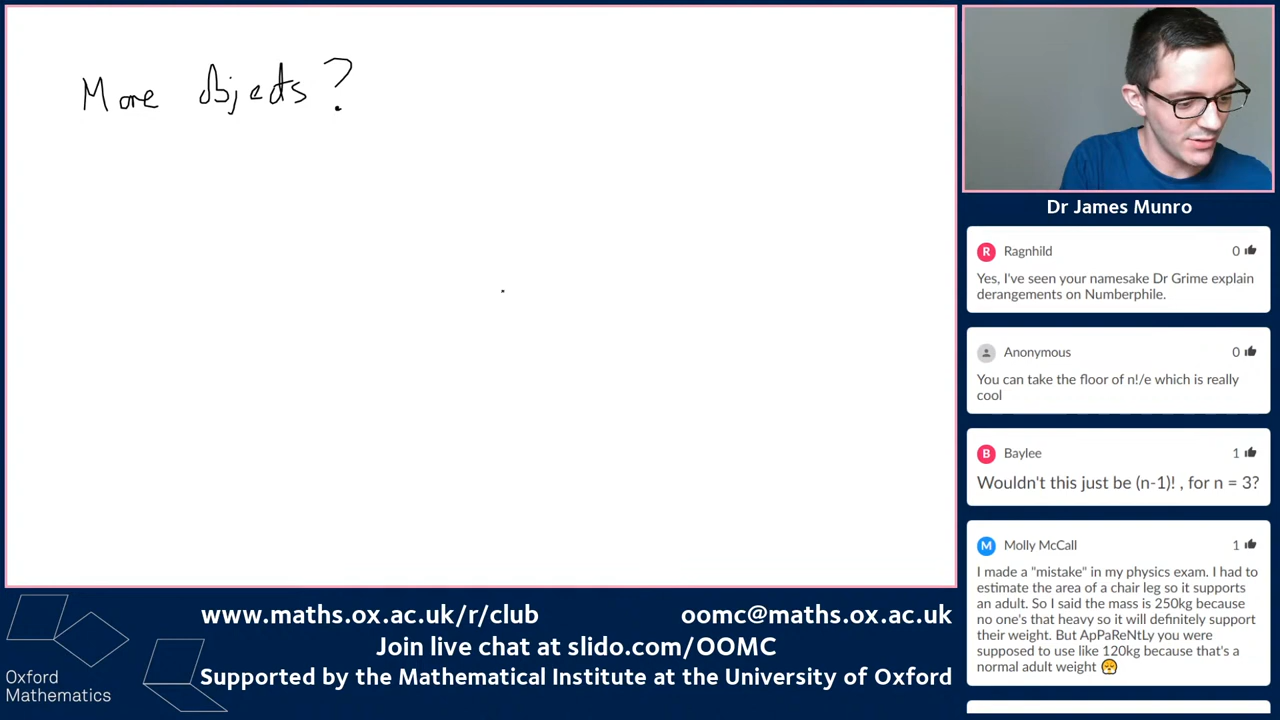 More objects?
Dr James Munro
R Ragnhild 0
Yes, I've seen your namesake Dr Grime explain
derangements on Numberphile.
Anonymous 0
You can take the floor of n!/e which is really
cool
B Baylee 1
Wouldn't this just be (n-1)! , for n = 3?
M Molly McCall 1
I made a "mistake" in my physics exam. I had to
estimate the area of a chair leg so it supports
an adult. So I said the mass is 250kg because
no one's that heavy so it will definitely support
their weight. But ApPaReNtLy you were
supposed to use like 120kg because that's a
normal adult weight 😤
www.maths.ox.ac.uk/r/club oomc@maths.ox.ac.uk
Join live chat at slido.com/OOMC
Supported by the Mathematical Institute at the University of Oxford
Oxford
Mathematics